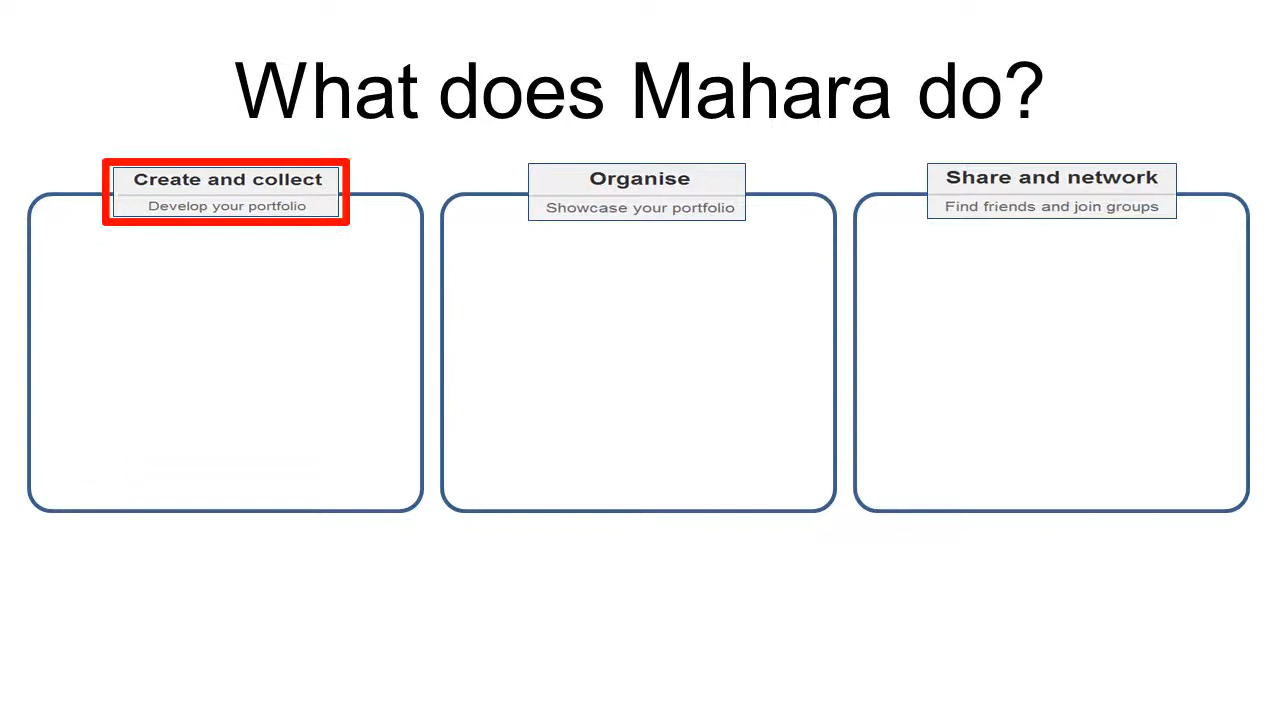 What does Mahara do?
Create and collect
Develop your portfolio
Organise
Showcase your portfolio
Share and network
Find friends and join groups